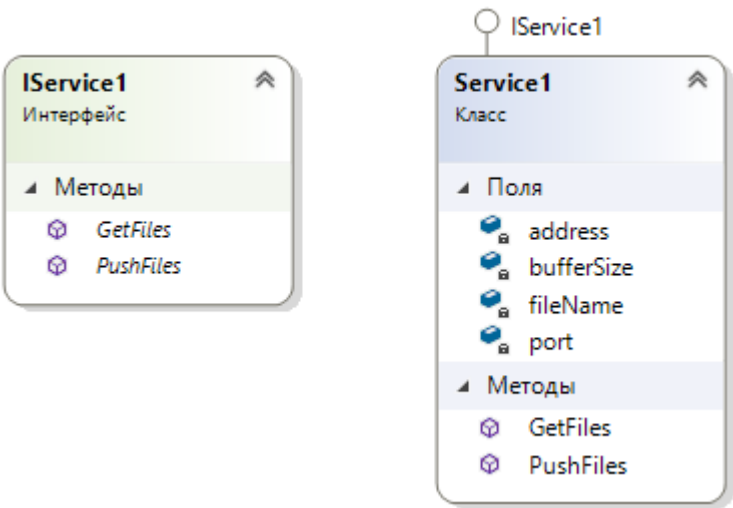 IService1
Интерфейс
Методы
GetFiles
PushFiles
IService1
Service1
Класс
Поля
address
bufferSize
fileName
port
Методы
GetFiles
PushFiles